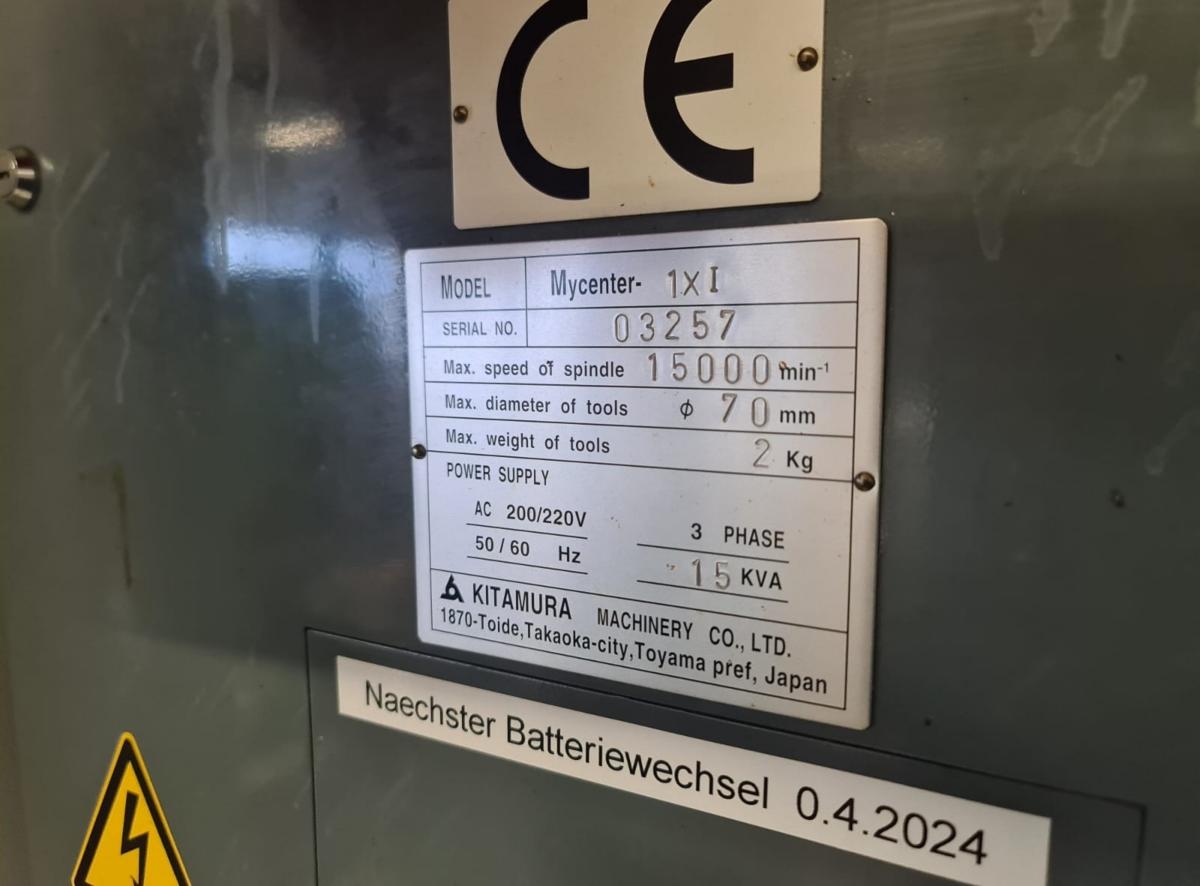 CE
MODEL Mycenter- 1XI
SERIAL NO. 03257
Max. speed of spindle 15000 min⁻¹
Max. diameter of tools φ 70 mm
Max. weight of tools 2 Kg
POWER SUPPLY
AC 200/220V 3 PHASE
50/60 Hz 15 KVA
KITAMURA MACHINERY CO., LTD.
1870-Toide,Takaoka-city,Toyama pref, Japan
Naechster Batteriewechsel 0.4.2024